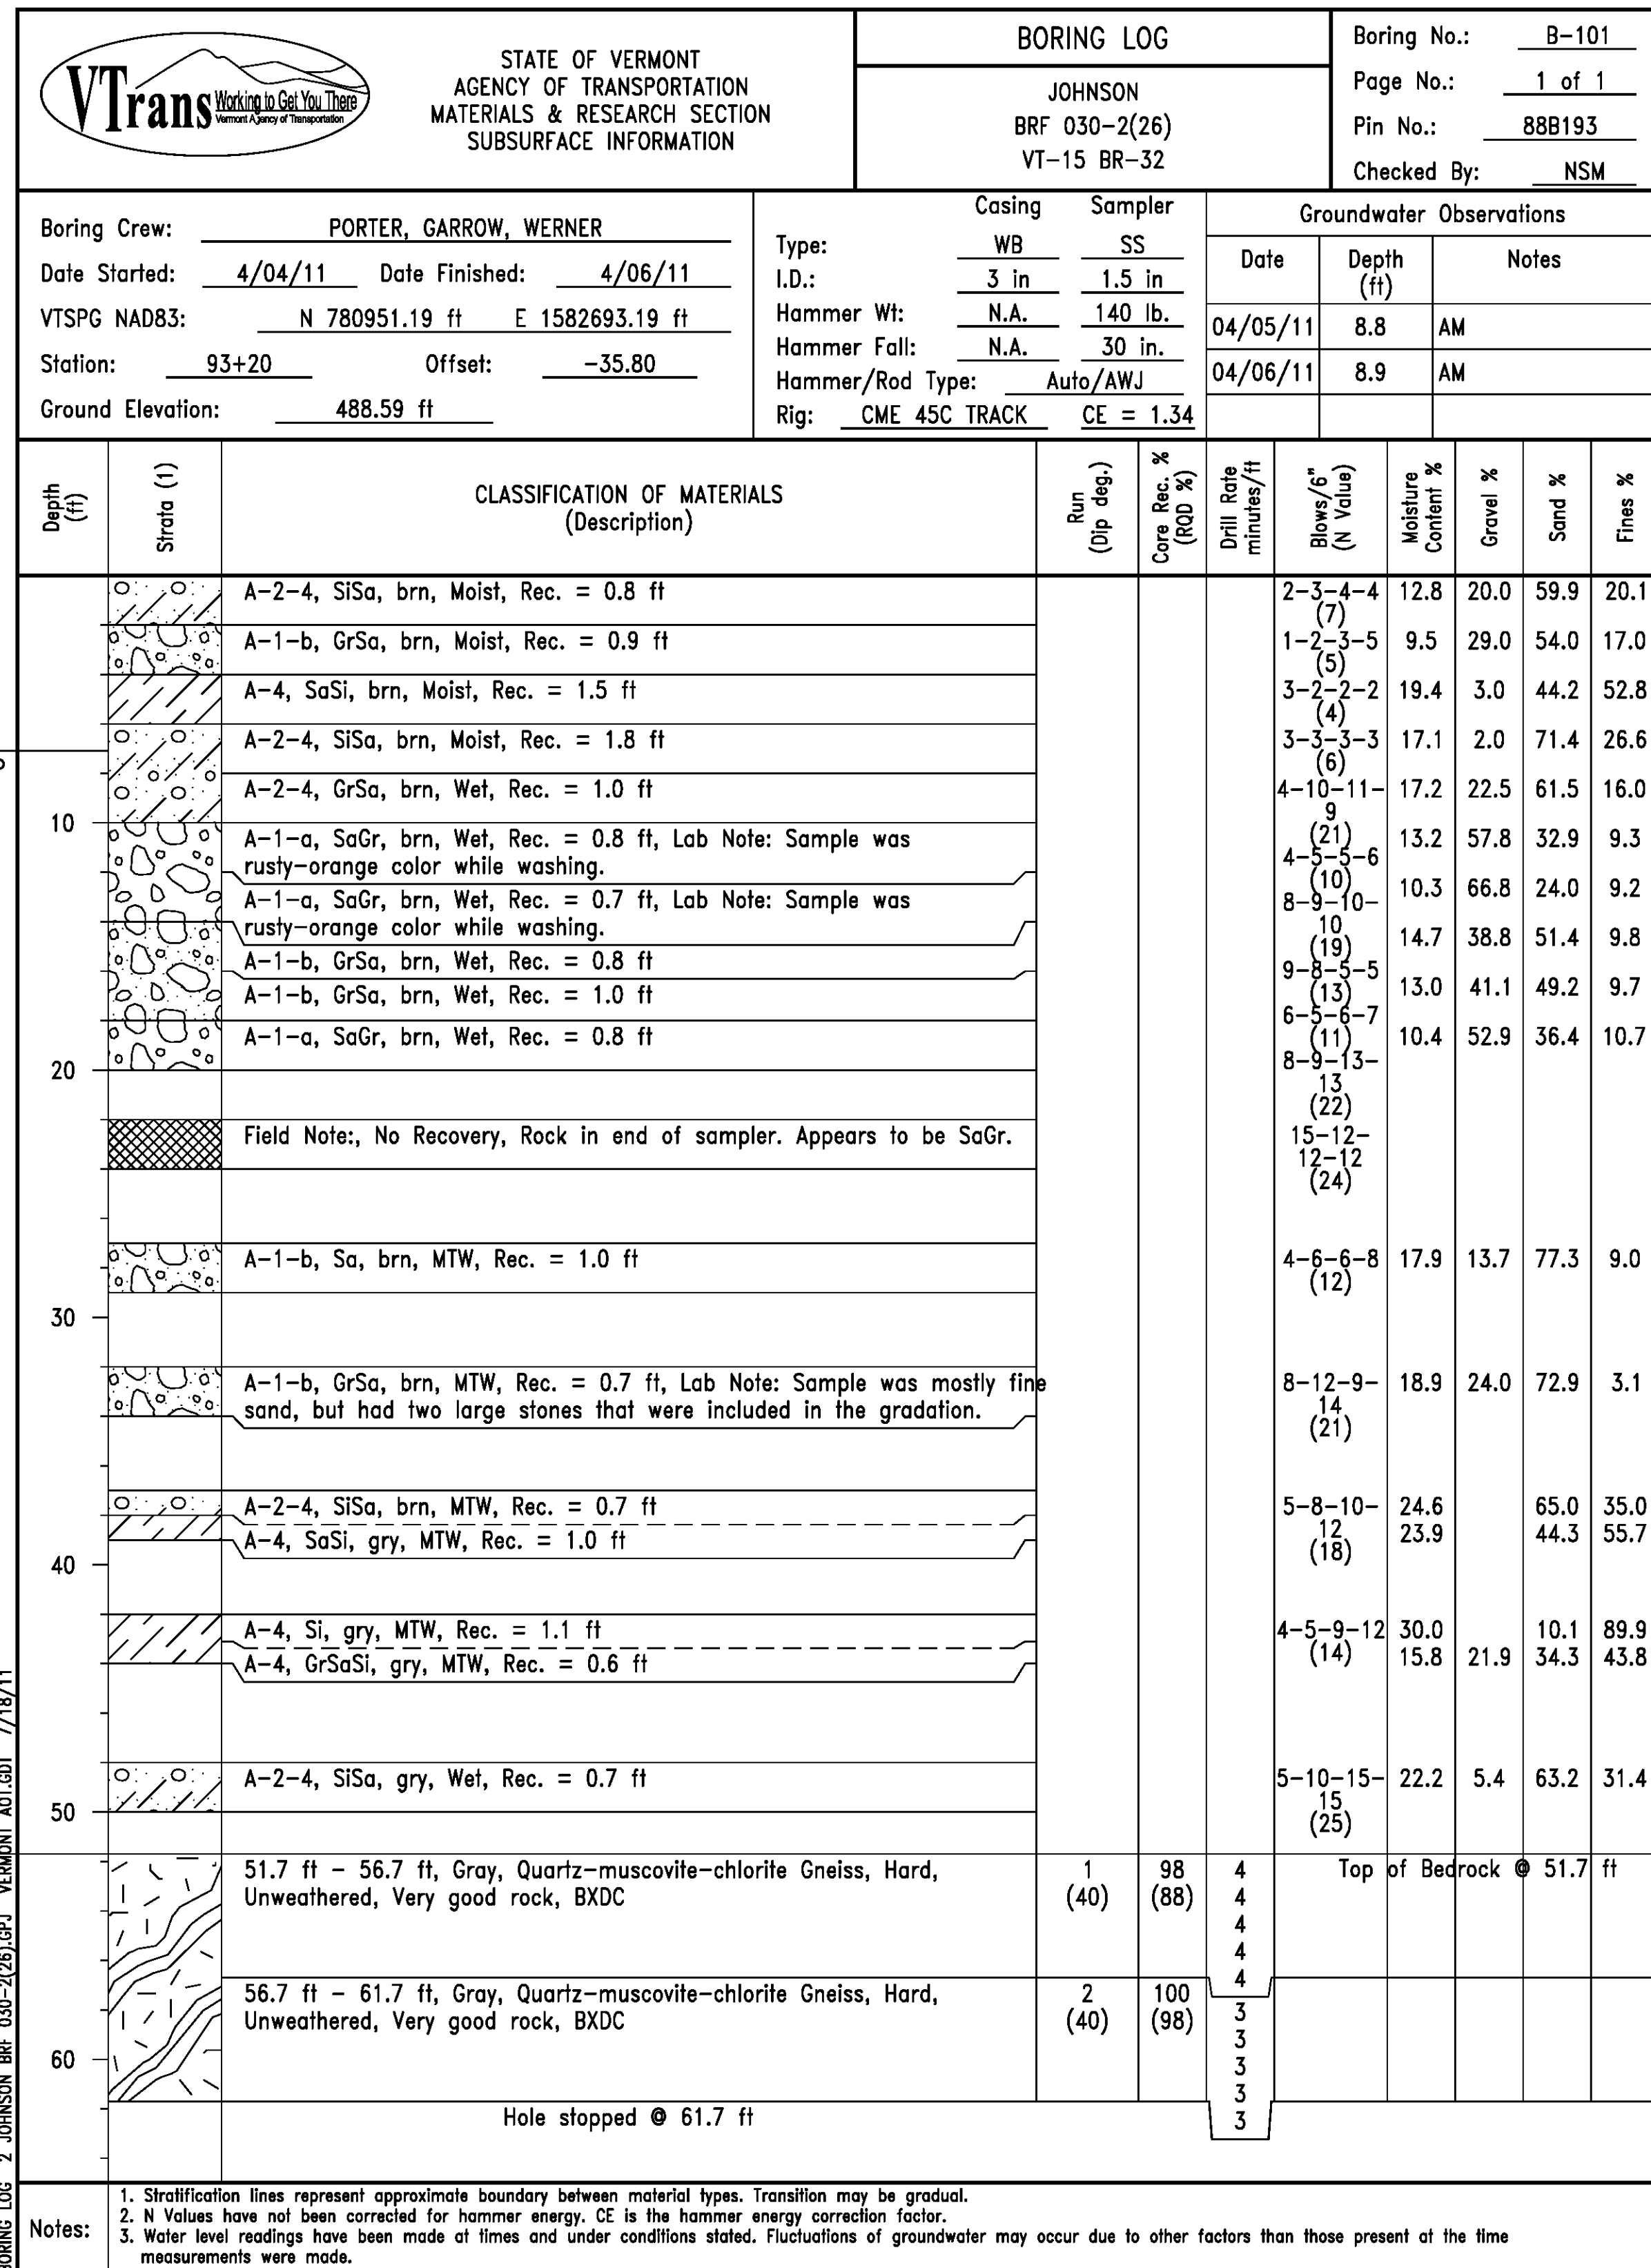 VTrans Working to Get You There
Vermont Agency of Transportation
STATE OF VERMONT
AGENCY OF TRANSPORTATION
MATERIALS & RESEARCH SECTION
SUBSURFACE INFORMATION
BORING LOG
JOHNSON
BRF 030-2(26)
VT-15 BR-32
Boring No.: B-101
Page No.: 1 of 1
Pin No.: 88B193
Checked By: NSM
Boring Crew: PORTER, GARROW, WERNER
Date Started: 4/04/11 Date Finished: 4/06/11
VTSPG NAD83: N 780951.19 ft E 1582693.19 ft
Station: 93+20 Offset: -35.80
Ground Elevation: 488.59 ft
Casing Sampler
Type: WB SS
I.D.: 3 in 1.5 in
Hammer Wt: N.A. 140 lb.
Hammer Fall: N.A. 30 in.
Hammer/Rod Type: Auto/AWJ
Rig: CME 45C TRACK CE = 1.34
Groundwater Observations
Date Depth (ft) Notes
04/05/11 8.8 AM
04/06/11 8.9 AM
Depth (ft)
Strata (1)
CLASSIFICATION OF MATERIALS
(Description)
Run (Dip deg.)
Core Rec. % (RQD %)
Drill Rate minutes/ft
Blows/6" (N Value)
Moisture Content %
Gravel %
Sand %
Fines %
A-2-4, SiSa, brn, Moist, Rec. = 0.8 ft 2-3-4-4 12.8 20.0 59.9 20.1
(7)
A-1-b, GrSa, brn, Moist, Rec. = 0.9 ft 1-2-3-5 9.5 29.0 54.0 17.0
(5)
A-4, SaSi, brn, Moist, Rec. = 1.5 ft 3-2-2-2 19.4 3.0 44.2 52.8
(4)
A-2-4, SiSa, brn, Moist, Rec. = 1.8 ft 3-3-3-3 17.1 2.0 71.4 26.6
(6)
A-2-4, GrSa, brn, Wet, Rec. = 1.0 ft 4-10-11- 17.2 22.5 61.5 16.0
9
10
(21)
A-1-a, SaGr, brn, Wet, Rec. = 0.8 ft, Lab Note: Sample was 13.2 57.8 32.9 9.3
4-5-5-6
rusty-orange color while washing.
(10)
10.3 66.8 24.0 9.2
A-1-a, SaGr, brn, Wet, Rec. = 0.7 ft, Lab Note: Sample was 8-9-10-
rusty-orange color while washing. 10
(19) 14.7 38.8 51.4 9.8
A-1-b, GrSa, brn, Wet, Rec. = 0.8 ft 9-8-5-5
A-1-b, GrSa, brn, Wet, Rec. = 1.0 ft (13) 13.0 41.1 49.2 9.7
6-5-6-7
A-1-a, SaGr, brn, Wet, Rec. = 0.8 ft (11) 10.4 52.9 36.4 10.7
20 8-9-13-
13
(22)
Field Note:, No Recovery, Rock in end of sampler. Appears to be SaGr. 15-12-
12-12
(24)
A-1-b, Sa, brn, MTW, Rec. = 1.0 ft 4-6-6-8 17.9 13.7 77.3 9.0
(12)
30
A-1-b, GrSa, brn, MTW, Rec. = 0.7 ft, Lab Note: Sample was mostly fine 8-12-9- 18.9 24.0 72.9 3.1
sand, but had two large stones that were included in the gradation. 14
(21)
A-2-4, SiSa, brn, MTW, Rec. = 0.7 ft 5-8-10- 24.6 65.0 35.0
A-4, SaSi, gry, MTW, Rec. = 1.0 ft 12 23.9 44.3 55.7
(18)
40
A-4, Si, gry, MTW, Rec. = 1.1 ft 4-5-9-12 30.0 10.1 89.9
A-4, GrSaSi, gry, MTW, Rec. = 0.6 ft (14) 15.8 21.9 34.3 43.8
A-2-4, SiSa, gry, Wet, Rec. = 0.7 ft 5-10-15- 22.2 5.4 63.2 31.4
50 15
(25)
51.7 ft - 56.7 ft, Gray, Quartz-muscovite-chlorite Gneiss, Hard, 1 98 4 Top of Bedrock @ 51.7 ft
Unweathered, Very good rock, BXDC (40) (88) 4
4
4
4
56.7 ft - 61.7 ft, Gray, Quartz-muscovite-chlorite Gneiss, Hard, 2 100
Unweathered, Very good rock, BXDC (40) (98) 3
3
60 3
3
Hole stopped @ 61.7 ft 3
Notes:
1. Stratification lines represent approximate boundary between material types. Transition may be gradual.
2. N Values have not been corrected for hammer energy. CE is the hammer energy correction factor.
3. Water level readings have been made at times and under conditions stated. Fluctuations of groundwater may occur due to other factors than those present at the time
measurements were made.
BORING LOG 2 JOHNSON BRF 030-2(26).GPJ VERMONT AOT.GDT 7/18/11